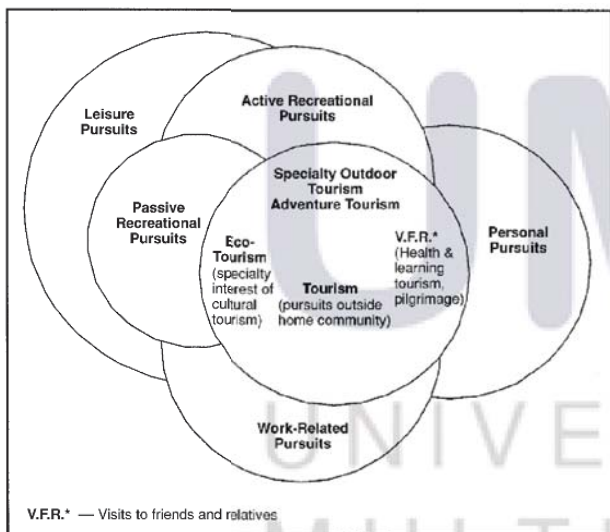 Leisure
Pursuits
Active Recreational
Pursuits
Passive
Recreational
Pursuits
Specialty Outdoor
Tourism
Adventure Tourism
Eco-
Tourism
(specialty
interest of
cultural
tourism)
Tourism
(pursuits outside
home community)
V.F.R.*
(Health &
learning
tourism,
pilgrimage)
Personal
Pursuits
Work-Related
Pursuits
V.F.R.* — Visits to friends and relatives
UNIVE